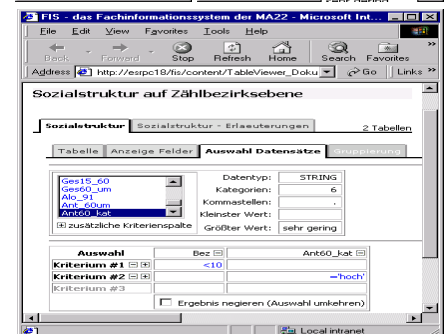 FIS - das Fachinformationssystem der MA22 - Microsoft Int...
File Edit View Favorites Tools Help
Back Forward Stop Refresh Home Search Favorites »
Address http://esrpc18/fis/content/TableViewer_Doku Go Links »
Sozialstruktur auf Zählbezirksebene
Sozialstruktur Sozialstruktur - Erlaeuterungen 2 Tabellen
Tabelle Anzeige Felder Auswahl Datensätze Gruppierung
Ges15_60
Ges60_um
Alo_91
Ant_60um
Ant60_kat
zusätzliche Kriterienspalte
Datentyp: STRING
Kategorien: 6
Kommastellen: .
Kleinster Wert:
Größter Wert: sehr gering
Auswahl Bez Ant60_kat
Kriterium #1 <10
Kriterium #2 ='hoch'
Kriterium #3
Ergebnis negieren (Auswahl umkehren)
Local intranet